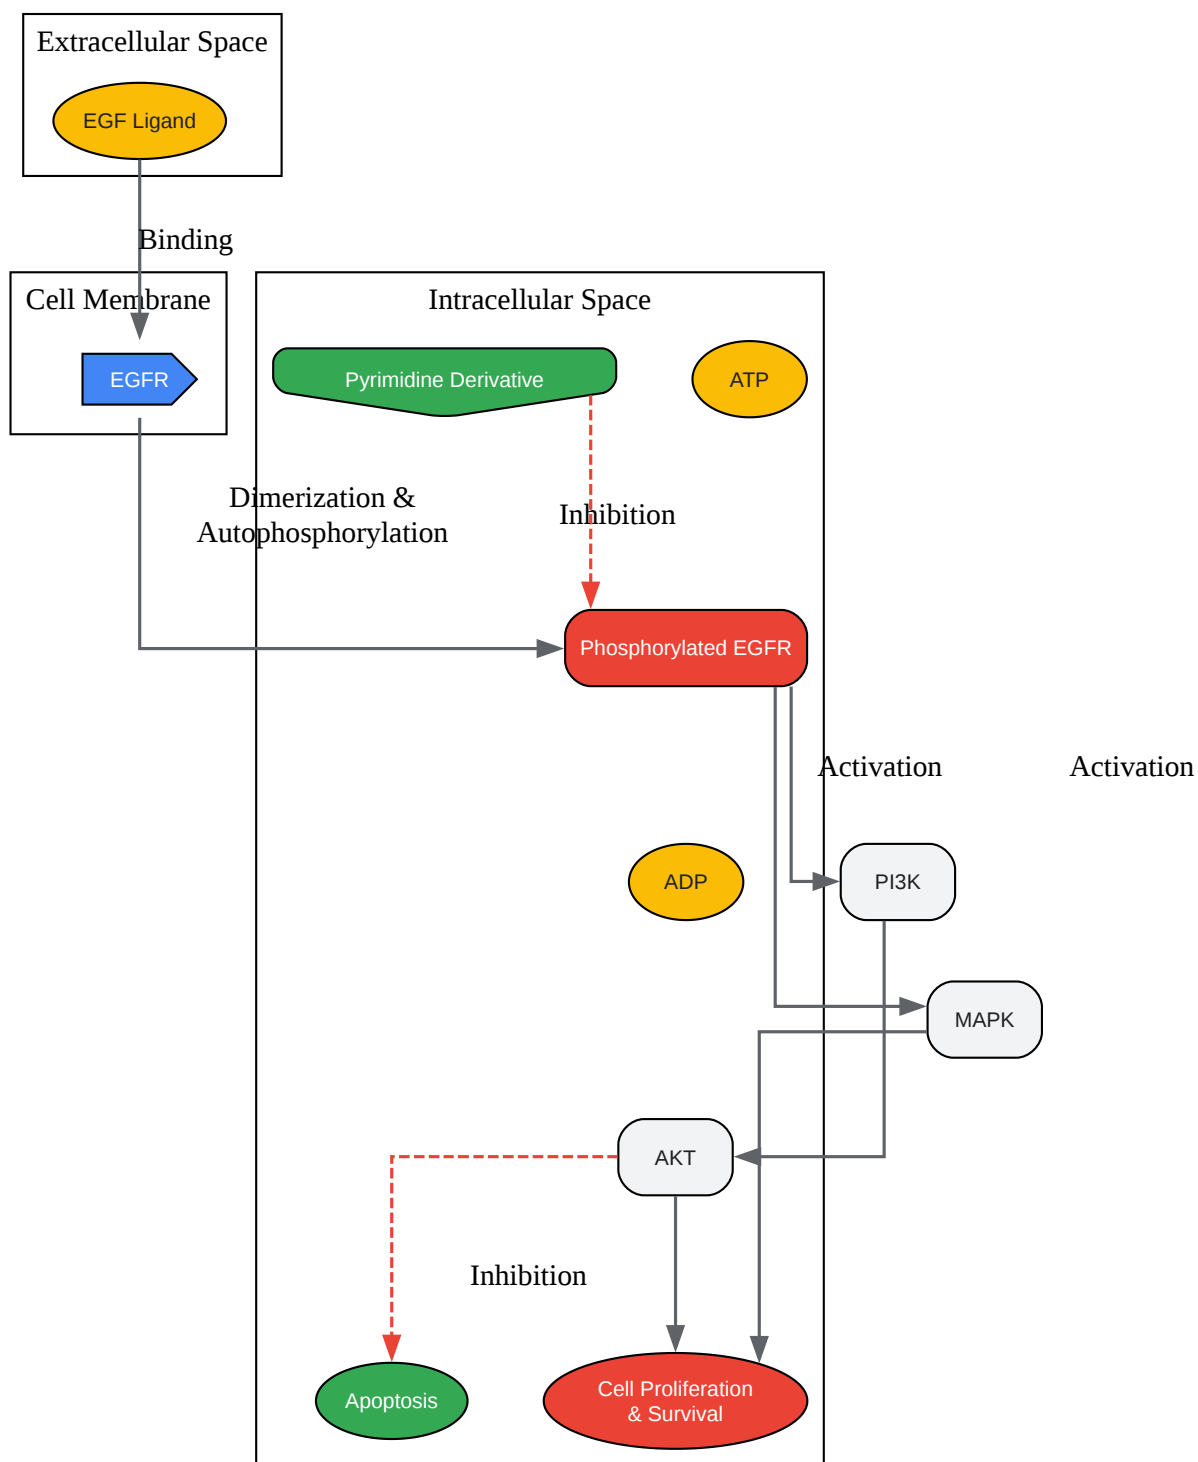 Extracellular Space
EGF Ligand
Binding
Cell Membrane
Intracellular Space
EGFR
Pyrimidine Derivative
ATP
Dimerization &
Autophosphorylation
Inhibition
Phosphorylated EGFR
Activation
Activation
ADP
PI3K
MAPK
AKT
Inhibition
Apoptosis
Cell Proliferation
& Survival